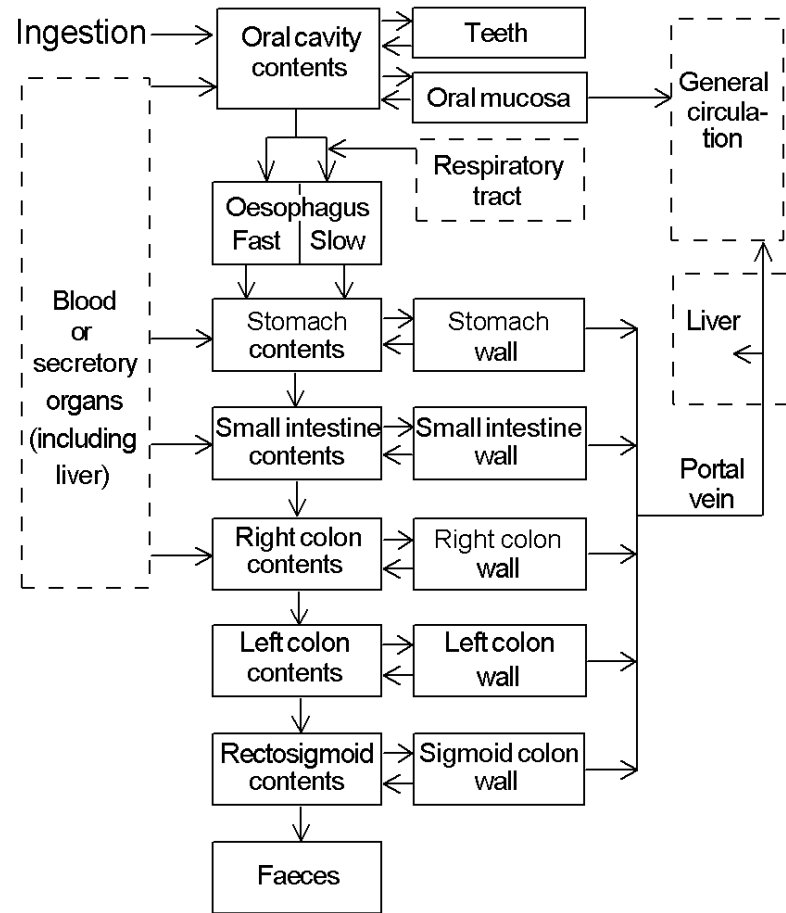 Ingestion
Oral cavity
contents
Teeth
Oral mucosa
General
circula-
tion
Respiratory
tract
Oesophagus
Fast
Slow
Blood
or
secretory
organs
(including
liver)
Stomach
contents
Stomach
wall
Liver
Small intestine
contents
Small intestine
wall
Portal
vein
Right colon
contents
Right colon
wall
Left colon
contents
Left colon
wall
Rectosigmoid
contents
Sigmoid colon
wall
Faeces